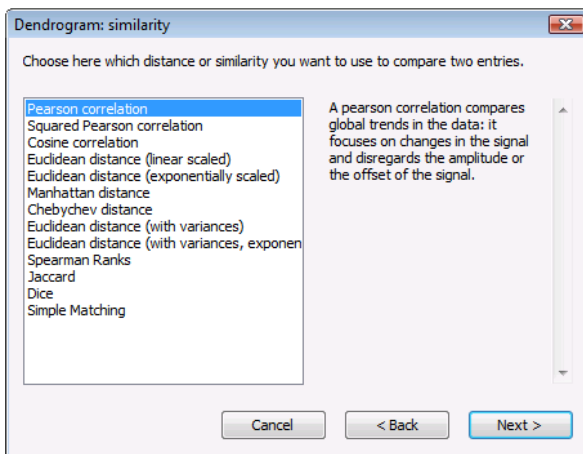 Dendrogram: similarity
Choose here which distance or similarity you want to use to compare two entries.
Pearson correlation
Squared Pearson correlation
Cosine correlation
Euclidean distance (linear scaled)
Euclidean distance (exponentially scaled)
Manhattan distance
Chebychev distance
Euclidean distance (with variances)
Euclidean distance (with variances, exponen
Spearman Ranks
Jaccard
Dice
Simple Matching
A pearson correlation compares
global trends in the data: it
focuses on changes in the signal
and disregards the amplitude or
the offset of the signal.
Cancel
< Back
Next >